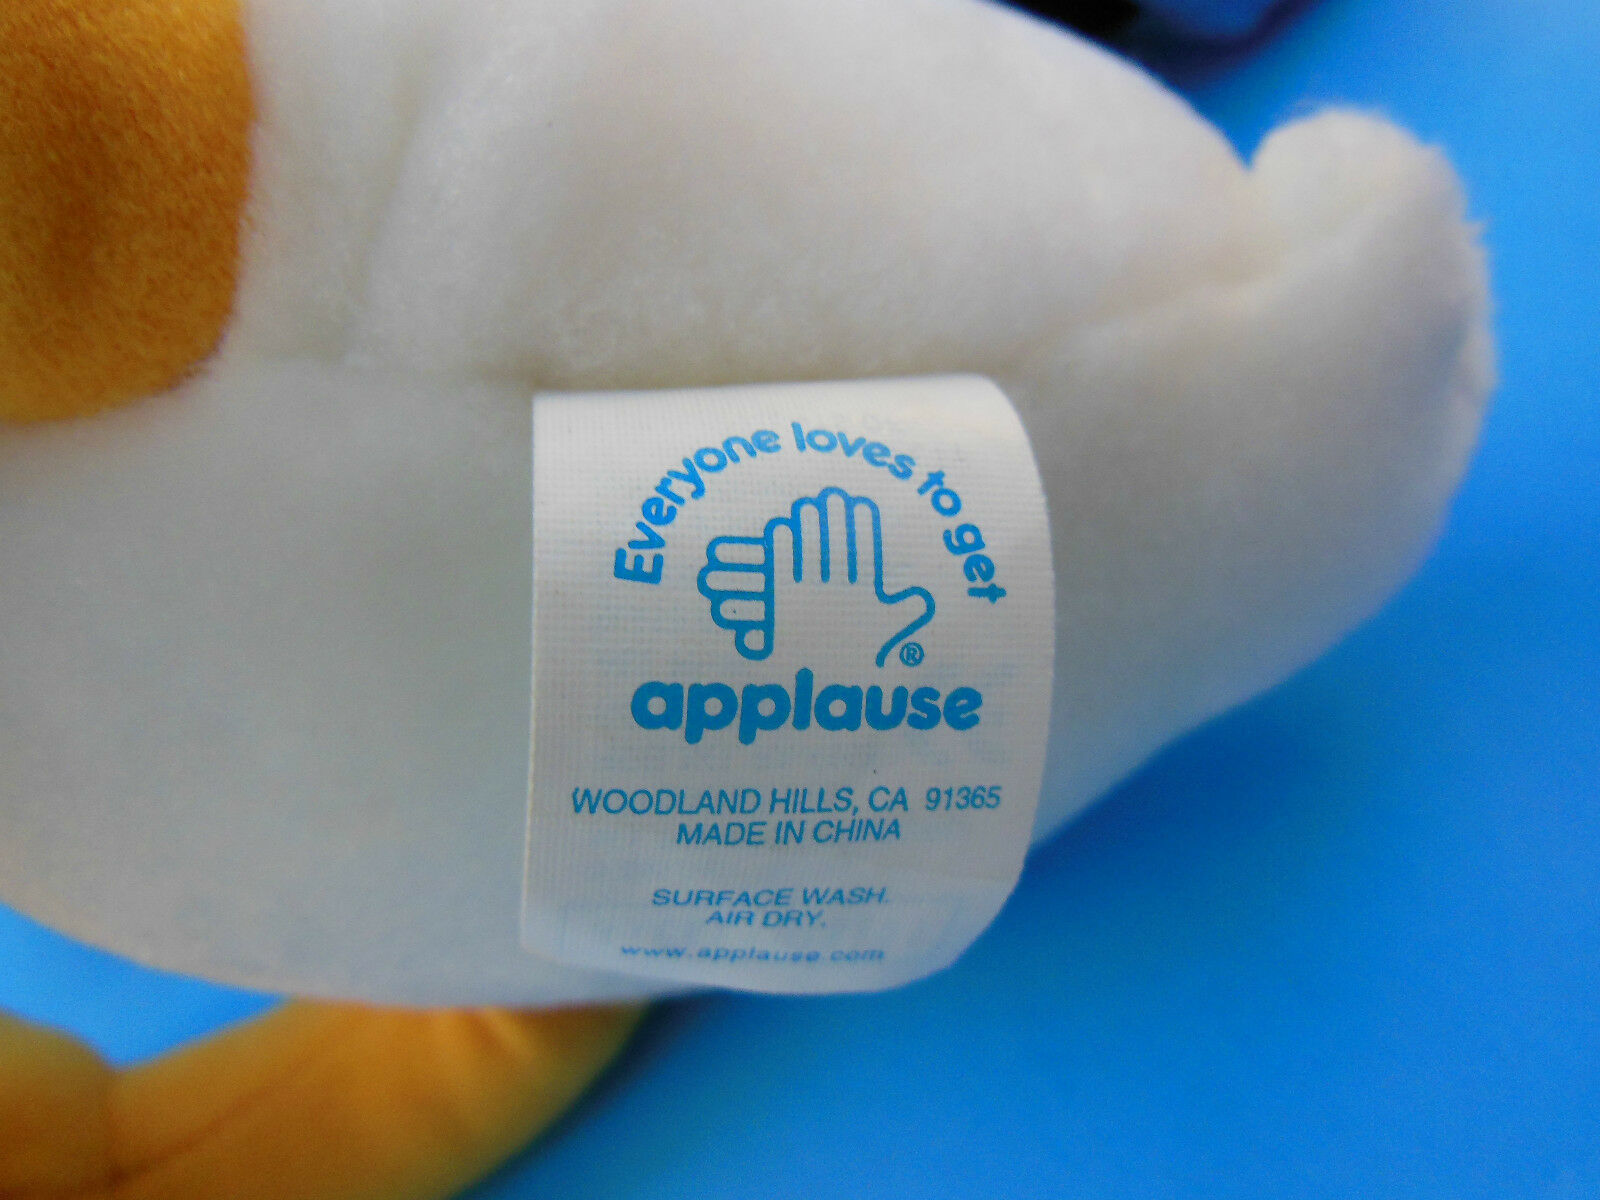 Everyone loves to get
®
applause
WOODLAND HILLS, CA 91365
MADE IN CHINA
SURFACE WASH.
AIR DRY.
www.applause.com